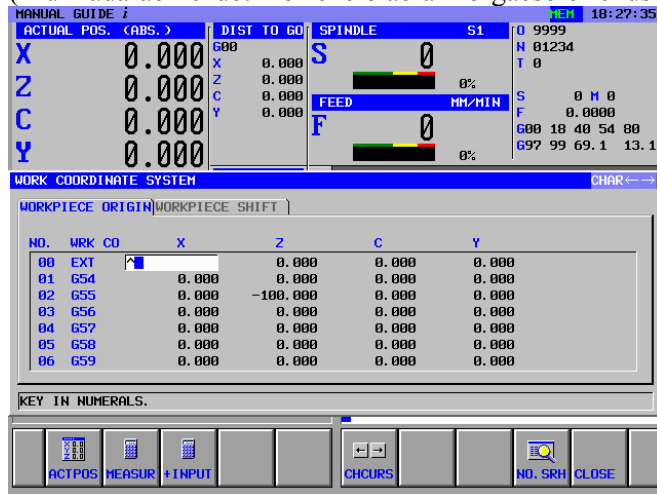 MANUAL GUIDE i MEM 18:27:35
ACTUAL POS. (ABS.) DIST TO GO SPINDLE S1 O 9999
X 0.000 G00 S 0 N 01234
X 0.000 T 0
Z 0.000 Z 0.000 0%
C 0.000 FEED MM/MIN S 0 M 0
C 0.000 Y 0.000 F 0 F 0.0000
G00 18 40 54 80
Y 0.000 0% G97 99 69.1 13.1
WORK COORDINATE SYSTEM CHAR←→
WORKPIECE ORIGIN WORKPIECE SHIFT
NO. WRK CO X Z C Y
00 EXT ^ 0.000 0.000 0.000
01 G54 0.000 0.000 0.000 0.000
02 G55 0.000 -100.000 0.000 0.000
03 G56 0.000 0.000 0.000 0.000
04 G57 0.000 0.000 0.000 0.000
05 G58 0.000 0.000 0.000 0.000
06 G59 0.000 0.000 0.000 0.000
KEY IN NUMERALS.
ACTPOS MEASUR +INPUT CHCURS NO.SRH CLOSE